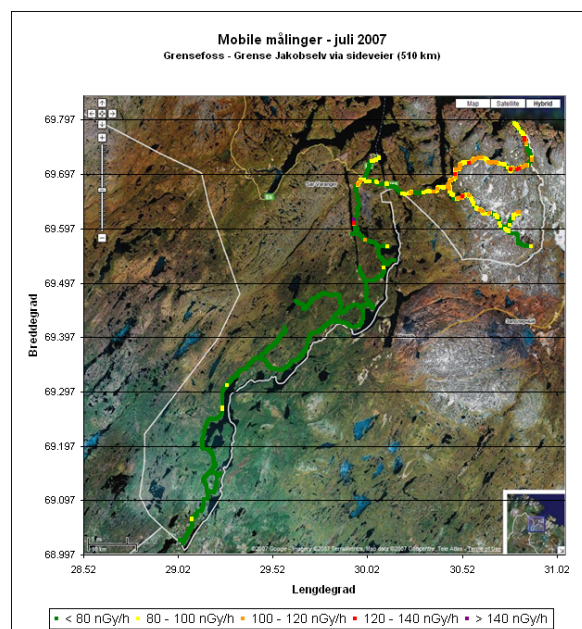 Mobile målinger - juli 2007
Grensefoss - Grense Jakobselv via sideveier (510 km)
Map Satellite Hybrid
69.797
69.697
69.597
69.497
69.397
69.297
69.197
69.097
68.997
Breddegrad
28.52 29.02 29.52 30.02 30.52 31.02
Lengdegrad
< 80 nGy/h 80 - 100 nGy/h 100 - 120 nGy/h 120 - 140 nGy/h > 140 nGy/h